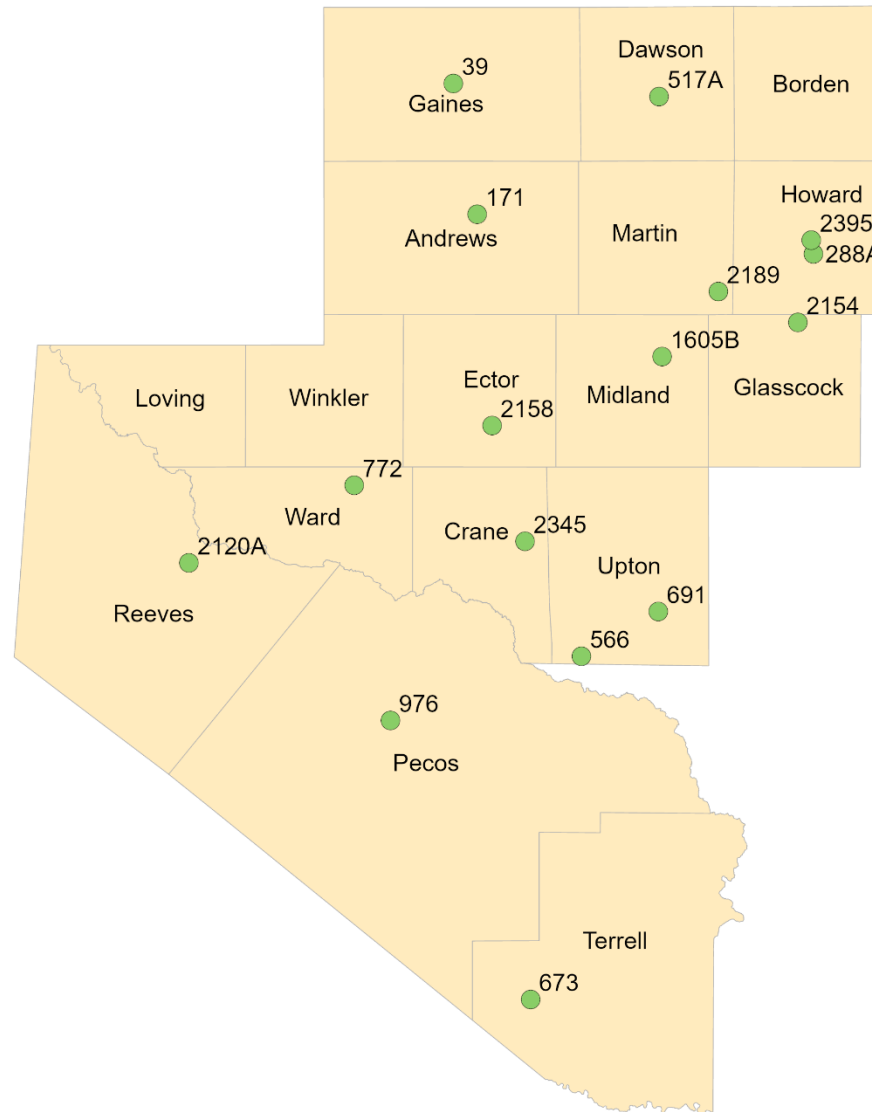 39
Gaines
Dawson
517A
Borden
171
Andrews
Martin
2189
Howard
2395
288A
2154
Loving
Winkler
Ector
2158
1605B
Midland
Glasscock
772
Ward
2120A
Reeves
Crane
2345
Upton
691
566
976
Pecos
Terrell
673